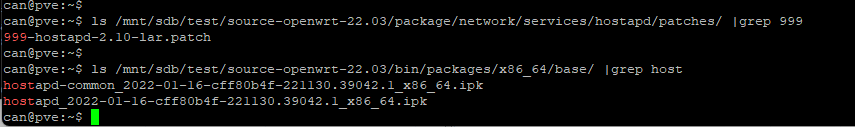 can@pve:~$
can@pve:~$ ls /mnt/sdb/test/source-openwrt-22.03/package/network/services/hostapd/patches/ |grep 999
999-hostapd-2.10-lar.patch
can@pve:~$
can@pve:~$ ls /mnt/sdb/test/source-openwrt-22.03/bin/packages/x86_64/base/ |grep host
hostapd-common_2022-01-16-cff80b4f-221130.39042.1_x86_64.ipk
hostapd_2022-01-16-cff80b4f-221130.39042.1_x86_64.ipk
can@pve:~$